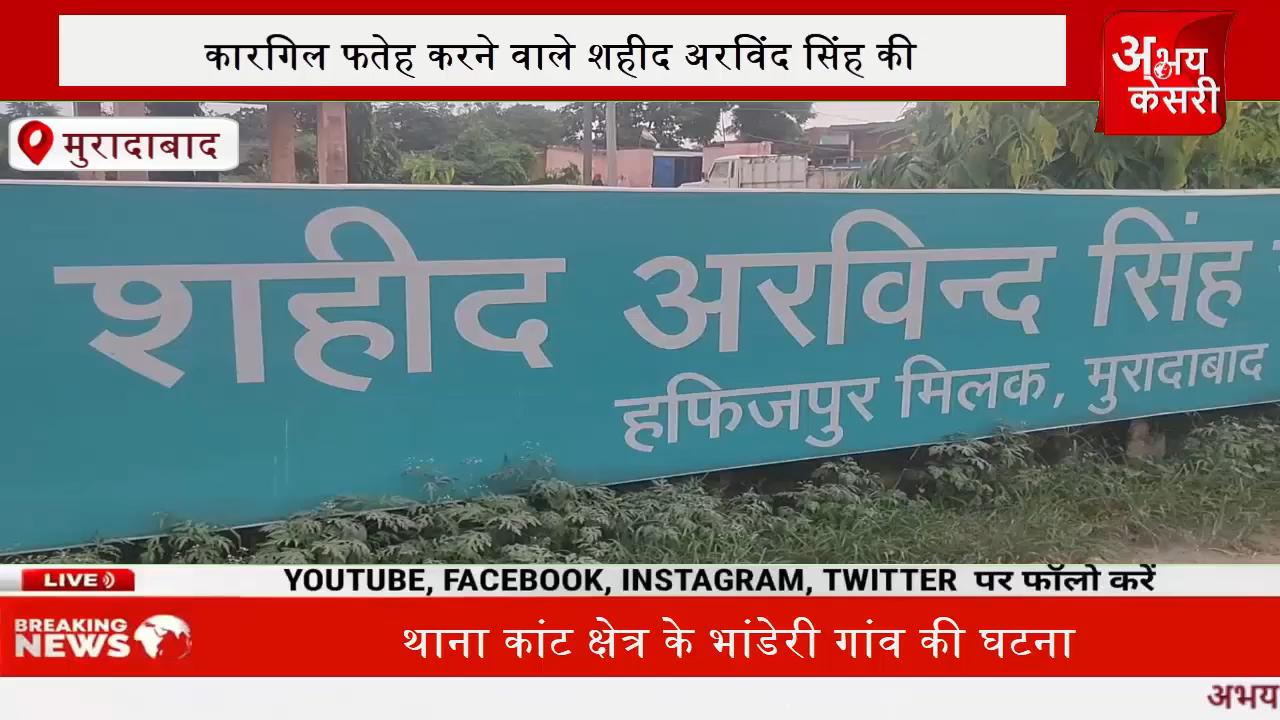 कारगिल फतेह करने वाले शहीद अरविंद सिंह की
अभय
केसरी
मुरादाबाद
शहीद अरविन्द सिंह
हफिजपुर मिलक, मुरादाबाद
LIVE
YOUTUBE, FACEBOOK, INSTAGRAM, TWITTER पर फॉलो करें
BREAKING
NEWS
थाना कांट क्षेत्र के भांडेरी गांव की घटना
अभय